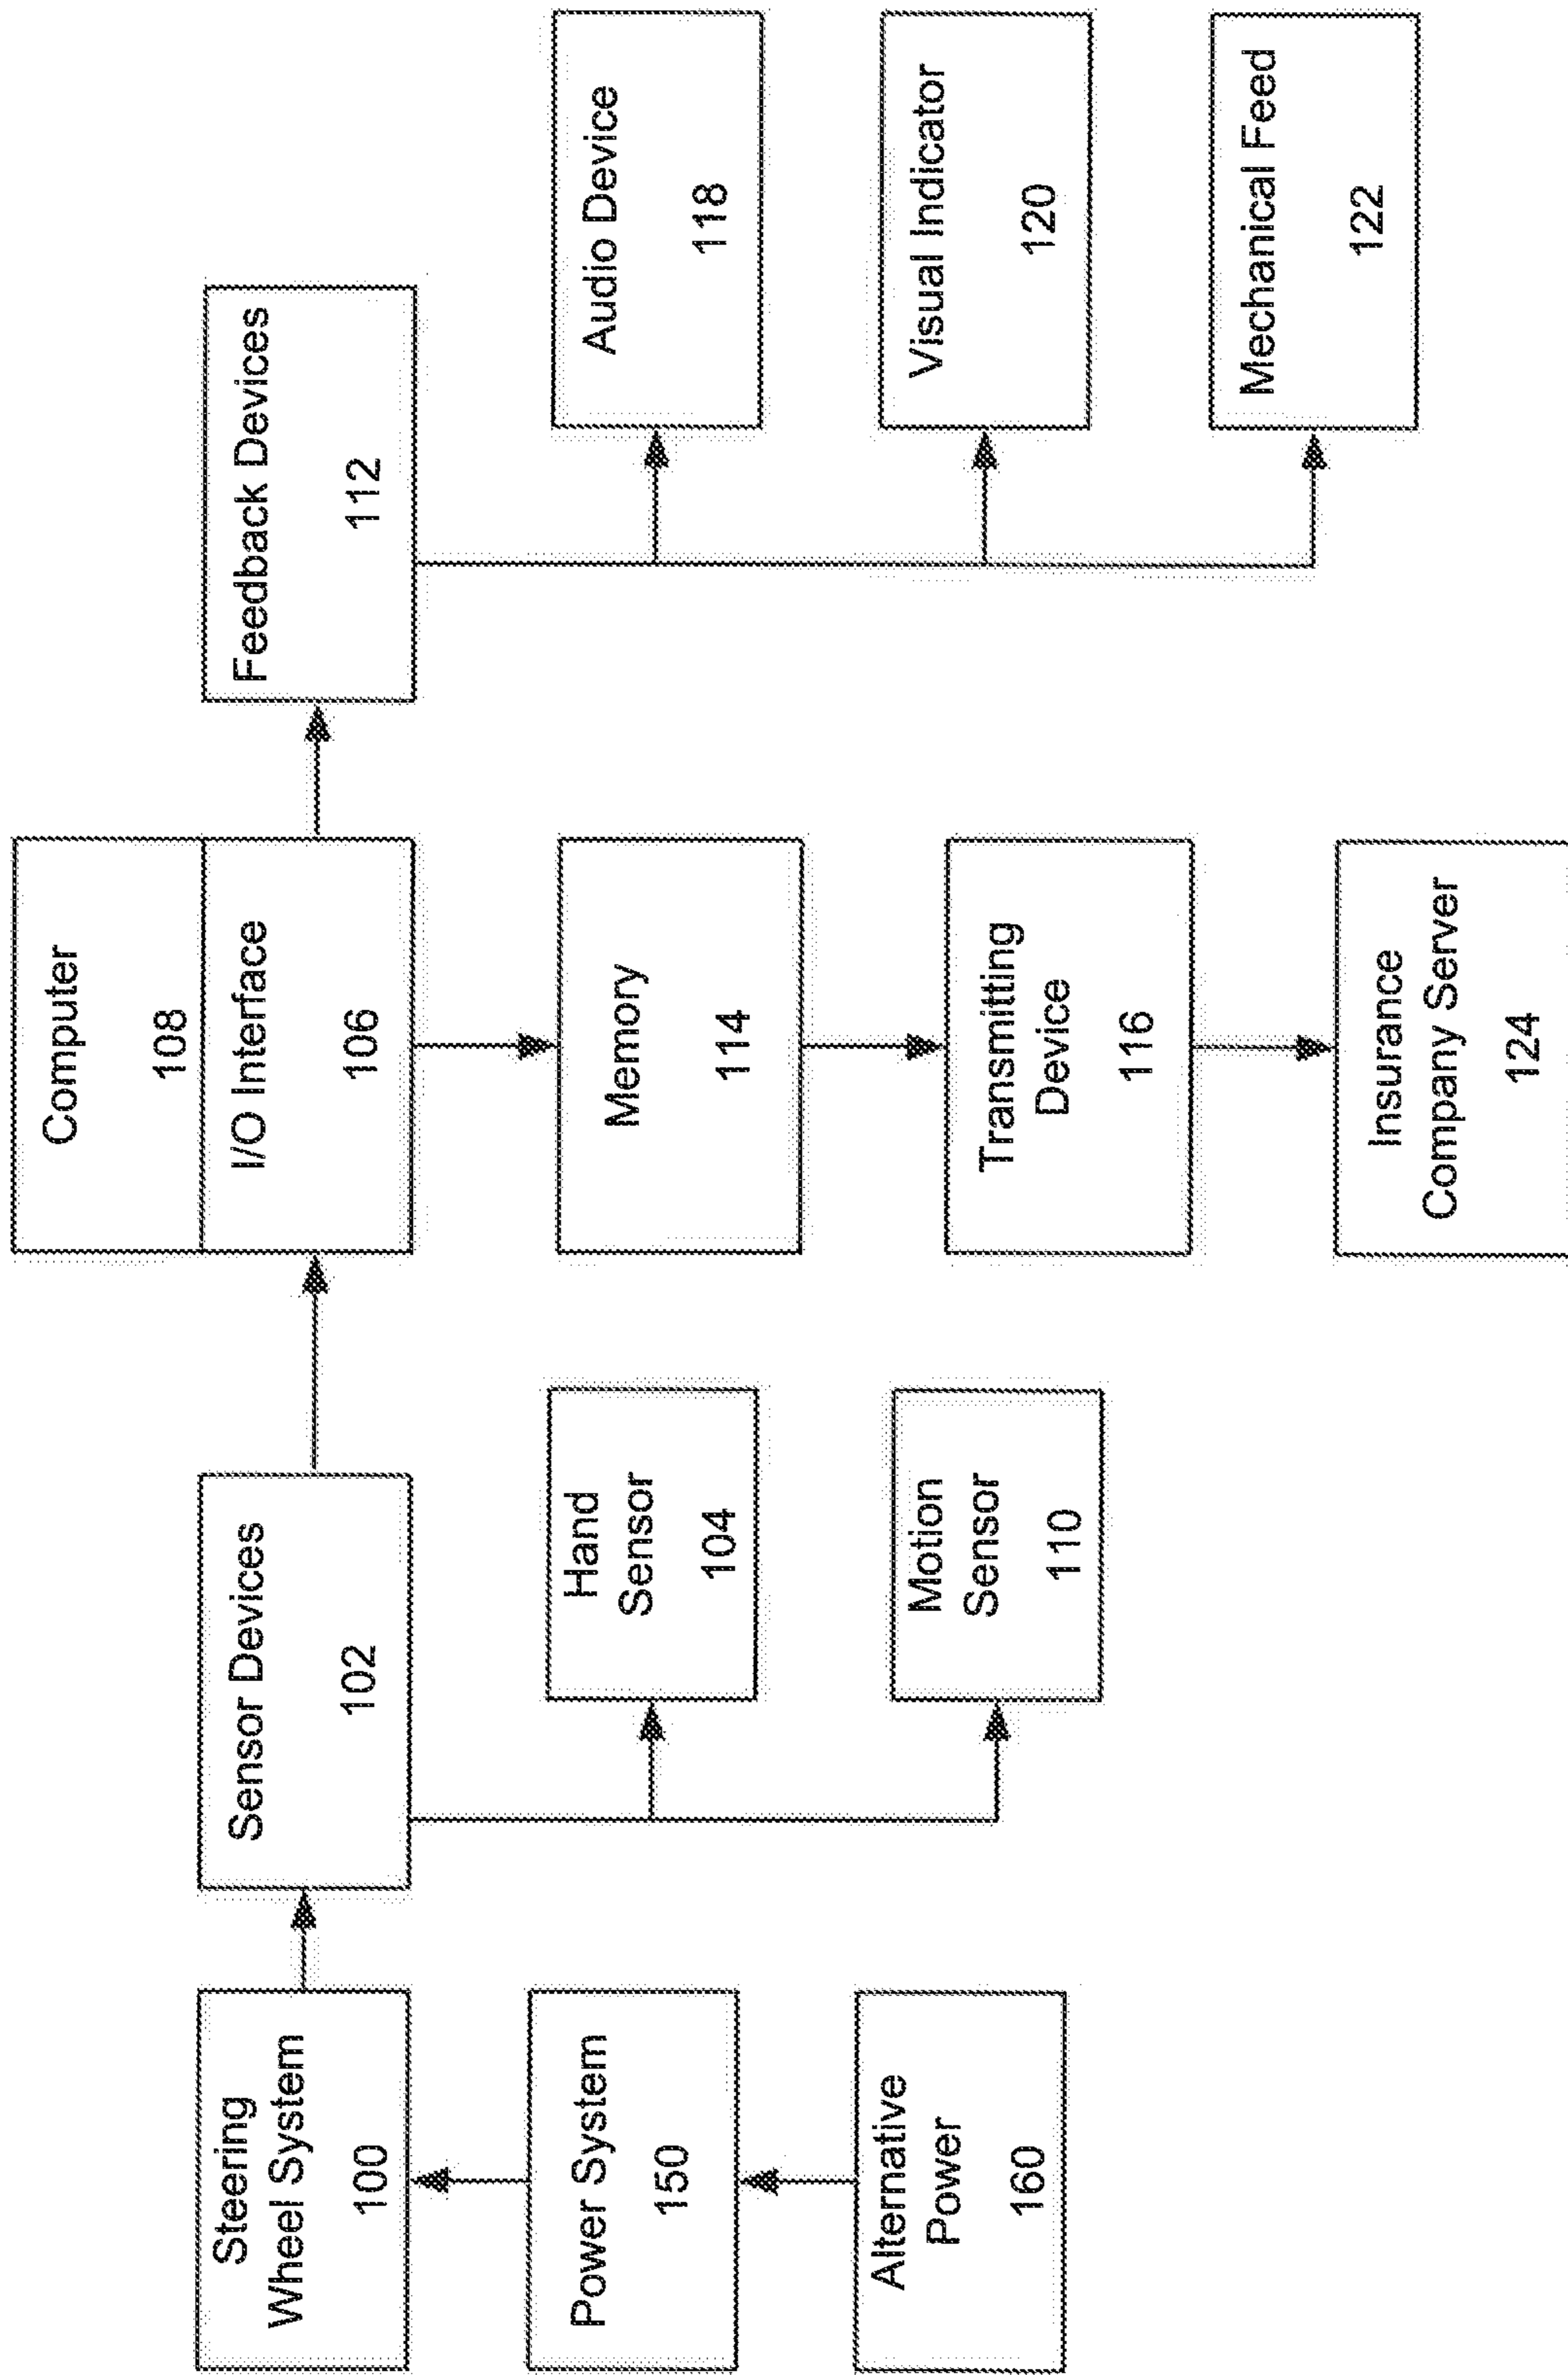 Steering
Wheel System
100
Power System
150
Alternative
Power
160
Sensor Devices
102
Hand
Sensor
104
Motion
Sensor
110
Computer
108
I/O Interface
106
Memory
114
Transmitting
Device
116
Insurance
Company Server
124
Feedback Devices
112
Audio Device
118
Visual Indicator
120
Mechanical Feed
122